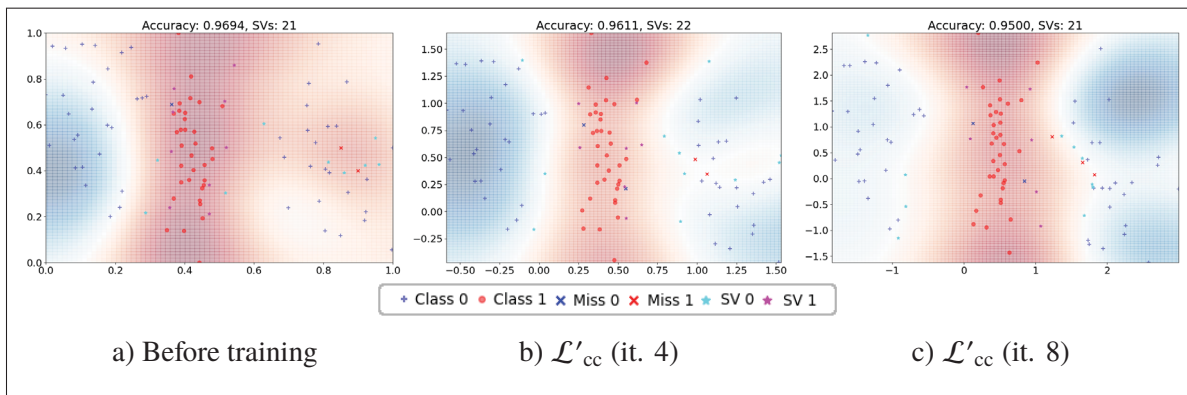 Accuracy: 0.9694, SVs: 21
1.0
0.8
0.6
0.4
0.2
0.0
0.0 0.2 0.4 0.6 0.8 1.0
Accuracy: 0.9611, SVs: 22
1.50
1.25
1.00
0.75
0.50
0.25
0.00
−0.25
−0.50 −0.25 0.00 0.25 0.50 0.75 1.00 1.25 1.50
Accuracy: 0.9500, SVs: 21
2.5
2.0
1.5
1.0
0.5
0.0
−0.5
−1.0
−1.5
−1 0 1 2
Class 0 Class 1 Miss 0 Miss 1 SV 0 SV 1
a) Before training
b) ℒ′cc (it. 4)
c) ℒ′cc (it. 8)